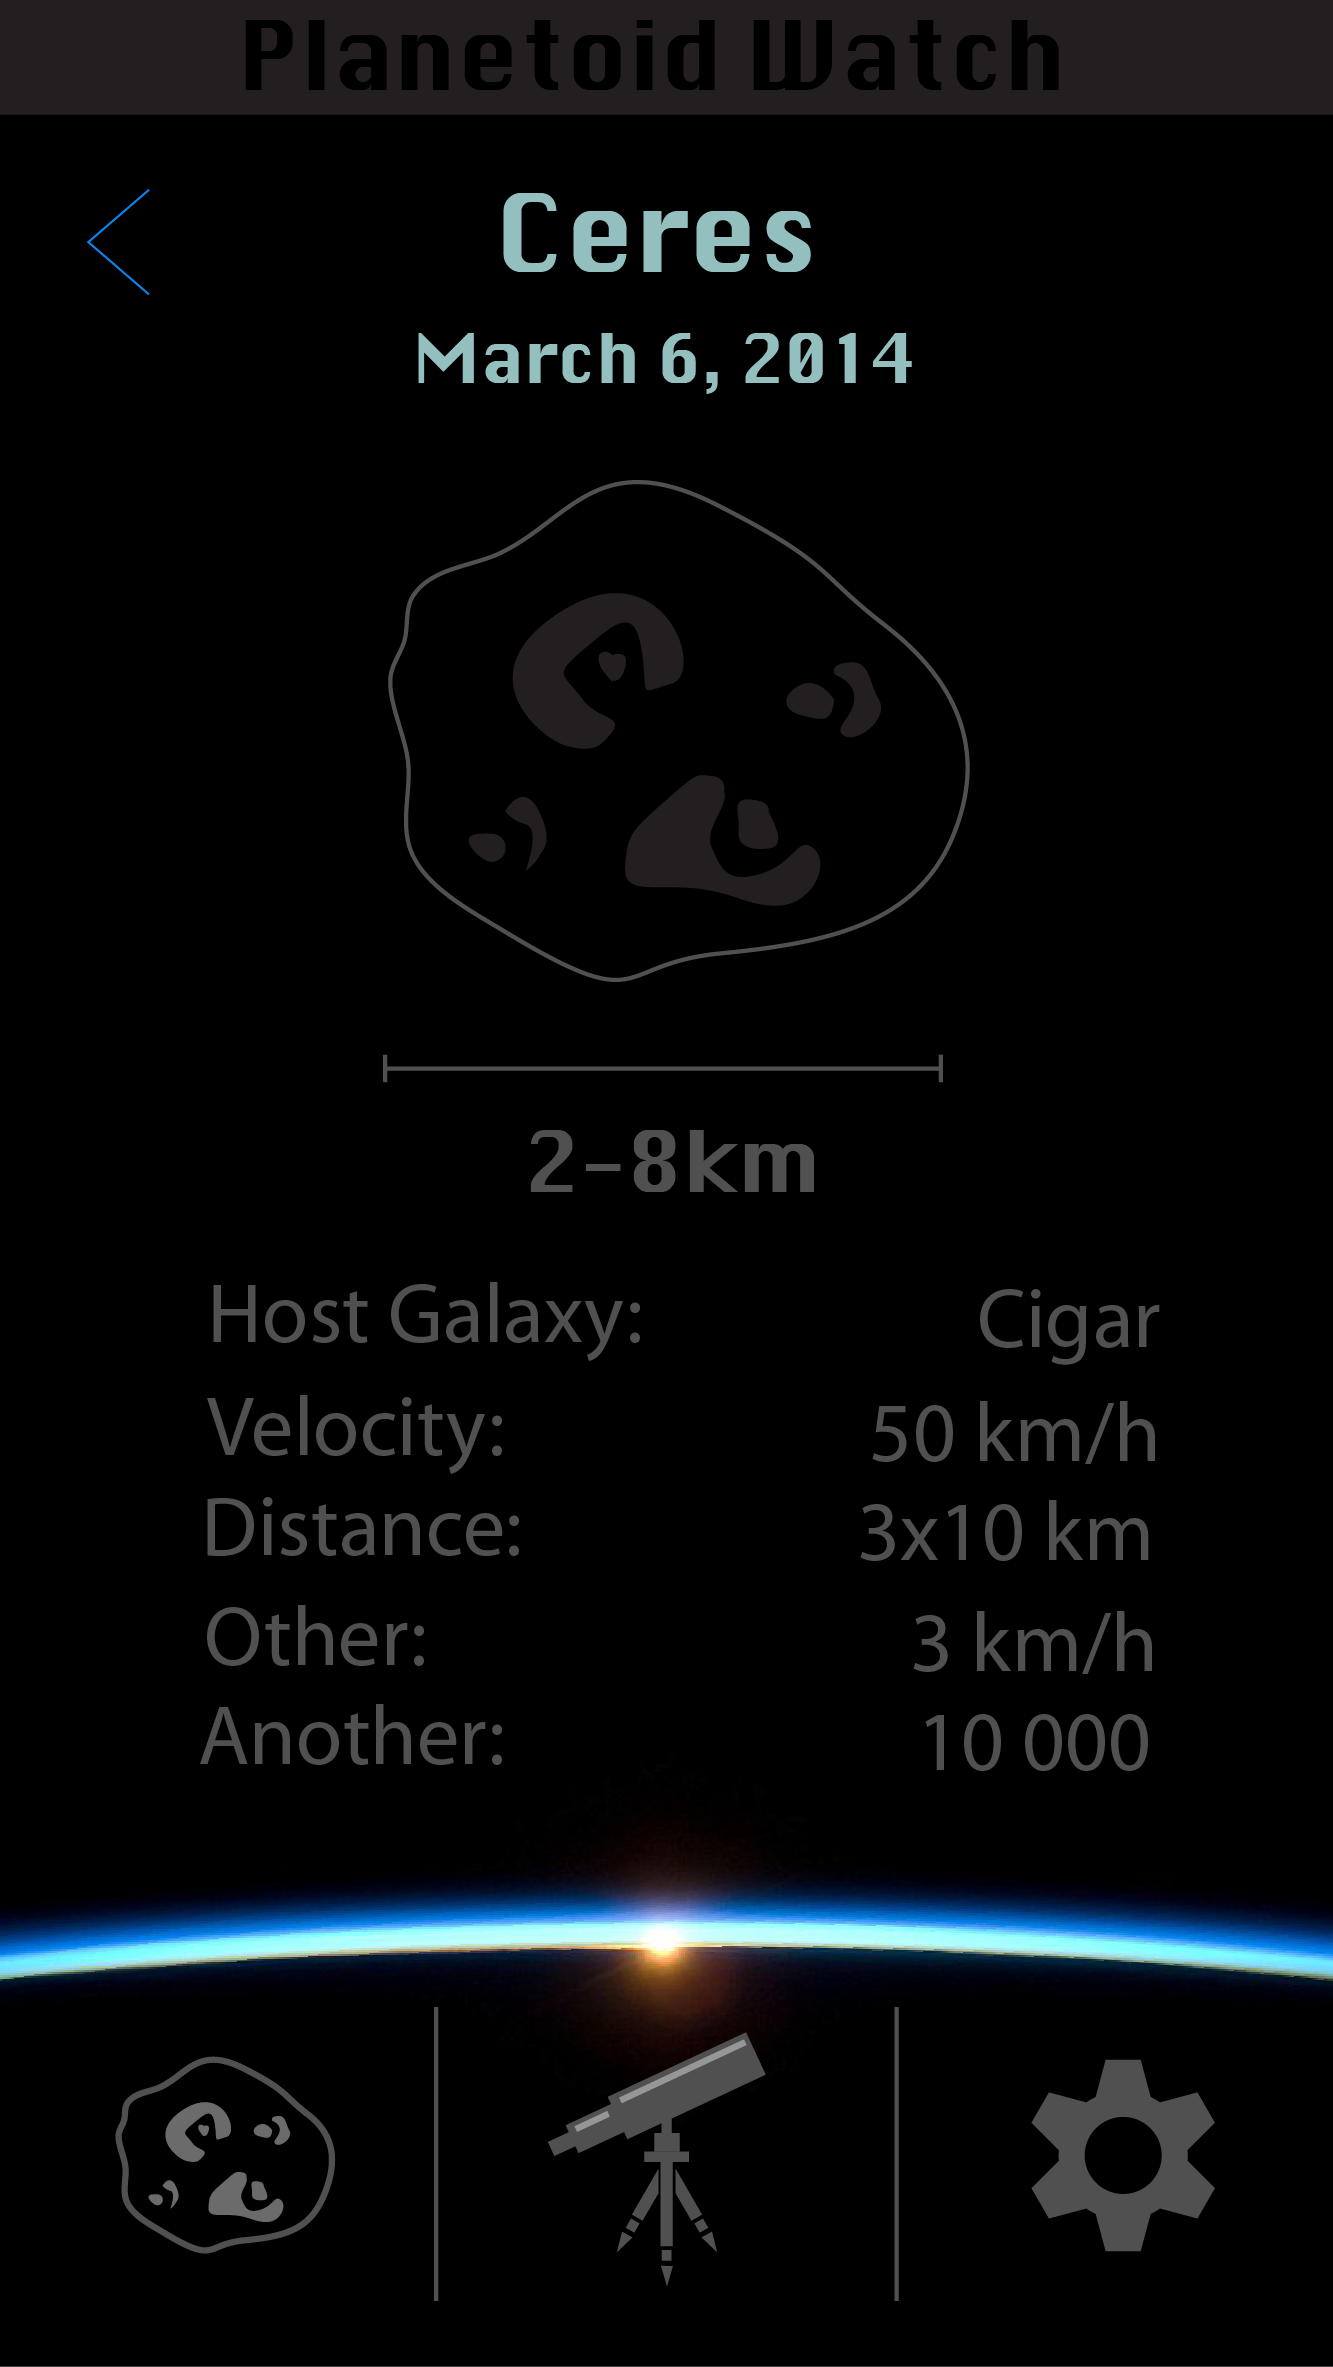 Planetoid Watch
Ceres
March 6, 2014
2-8km
Host Galaxy: Cigar
Velocity: 50 km/h
Distance: 3x10 km
Other: 3 km/h
Another: 10 000